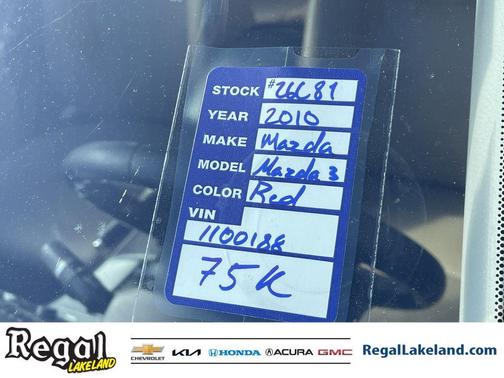 STOCK #26C81
YEAR 2010
MAKE Mazda
MODEL Mazda 3
COLOR Red
VIN
1100188
75K
Regal LAKELAND
CHEVROLET KIA HONDA ACURA GMC
RegalLakeland.com